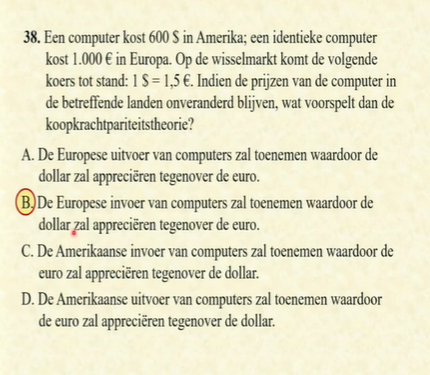 38. Een computer kost 600 $ in Amerika; een identieke computer
kost 1.000 € in Europa. Op de wisselmarkt komt de volgende
koers tot stand: 1 $ = 1,5 €. Indien de prijzen van de computer in
de betreffende landen onveranderd blijven, wat voorspelt dan de
koopkrachtpariteitstheorie?
A. De Europese uitvoer van computers zal toenemen waardoor de
dollar zal appreciëren tegenover de euro.
B. De Europese invoer van computers zal toenemen waardoor de
dollar zal appreciëren tegenover de euro.
C. De Amerikaanse invoer van computers zal toenemen waardoor de
euro zal appreciëren tegenover de dollar.
D. De Amerikaanse uitvoer van computers zal toenemen waardoor
de euro zal appreciëren tegenover de dollar.